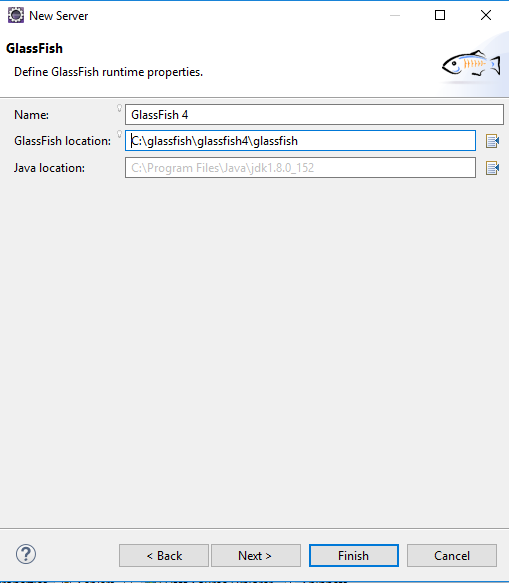 New Server
GlassFish
Define GlassFish runtime properties.
Name: GlassFish 4
GlassFish location: C:\glassfish\glassfish4\glassfish
Java location: C:\Program Files\Java\jdk1.8.0_152
? < Back Next > Finish Cancel